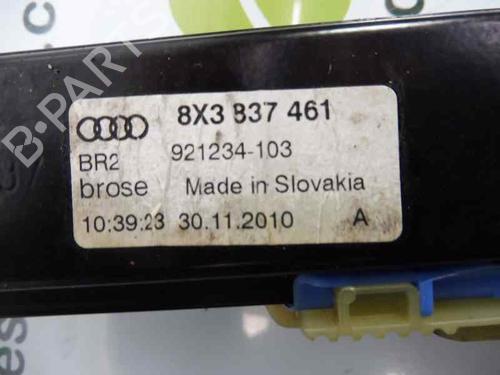 8X3 837 461
BR2 921234-103
brose Made in Slovakia
10:39:23 30.11.2010 A
B-PARTS